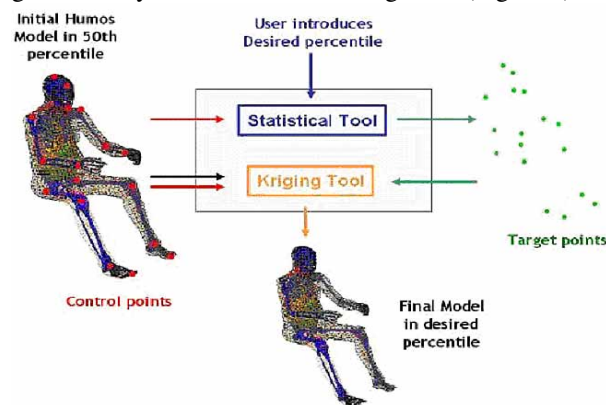 Initial Humos
Model in 50th
percentile
User introduces
Desired percentile
Statistical Tool
Kriging Tool
Target points
Control points
Final Model
in desired
percentile